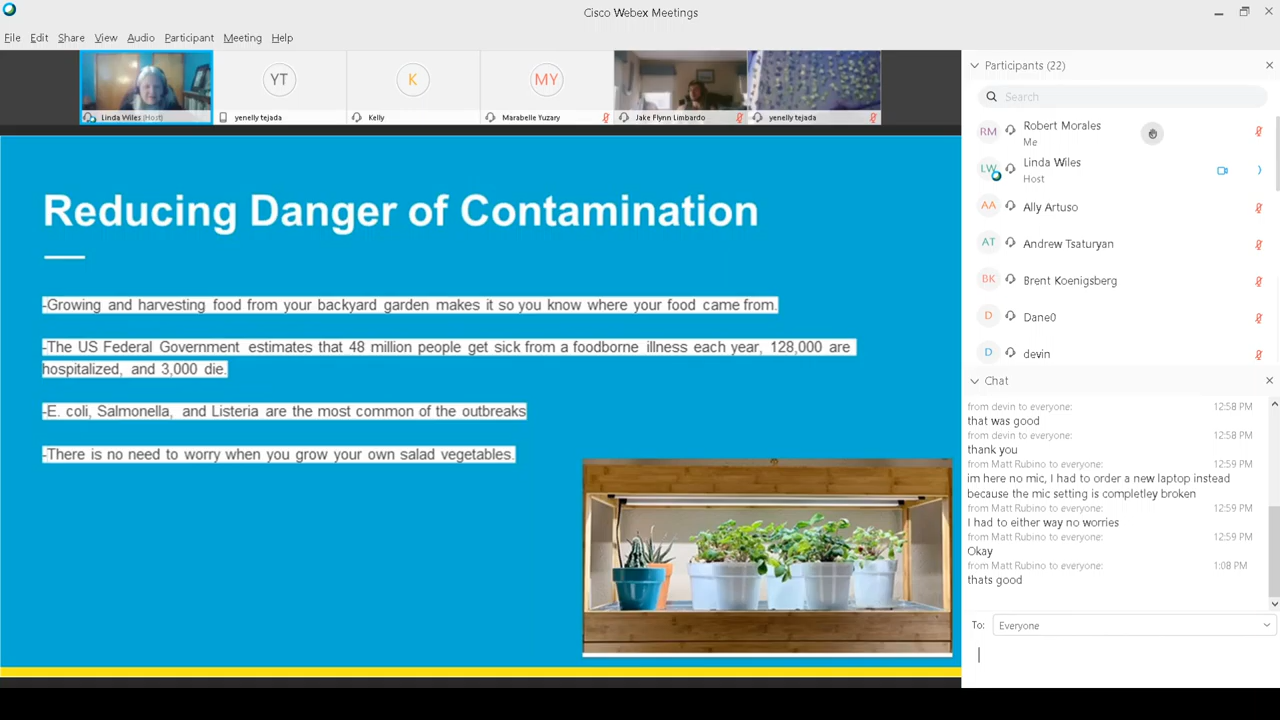 Cisco Webex Meetings
File Edit Share View Audio Participant Meeting Help
YT
K
MY
Linda Wiles (Host)
yenelly tejada
Kelly
Marabelle Yuzary
Jake Flynn Limbardo
yenelly tejada
Reducing Danger of Contamination
-Growing and harvesting food from your backyard garden makes it so you know where your food came from.
-The US Federal Government estimates that 48 million people get sick from a foodborne illness each year, 128,000 are
hospitalized, and 3,000 die.
-E. coli, Salmonella, and Listeria are the most common of the outbreaks
-There is no need to worry when you grow your own salad vegetables.
Participants (22)
Search
RM Robert Morales
Me
LW Linda Wiles
Host
AA Ally Artuso
AT Andrew Tsaturyan
BK Brent Koenigsberg
D Dane0
D devin
Chat
from devin to everyone: 12:58 PM
that was good
from devin to everyone: 12:58 PM
thank you
from Matt Rubino to everyone: 12:59 PM
im here no mic, I had to order a new laptop instead
because the mic setting is completley broken
from Matt Rubino to everyone: 12:59 PM
I had to either way no worries
from Matt Rubino to everyone: 12:59 PM
Okay
from Matt Rubino to everyone: 1:08 PM
thats good
To: Everyone